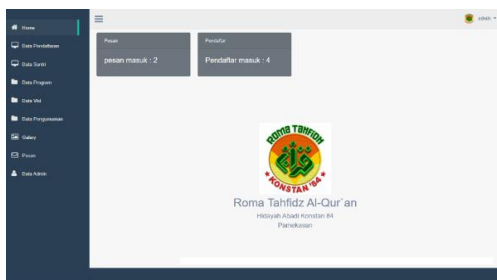 Home
Data Pendaftaran
Data Santri
Data Program
Data Visi
Data Pengumuman
Galery
Pesan
Data Admin
admin
Pesan
pesan masuk : 2
Pendaftar
Pendaftar masuk : 4
ROMA TAHFIDH
KONSTAN '84
Roma Tahfidz Al-Qur`an
Hidayah Abadi Konstan 84
Pamekasan